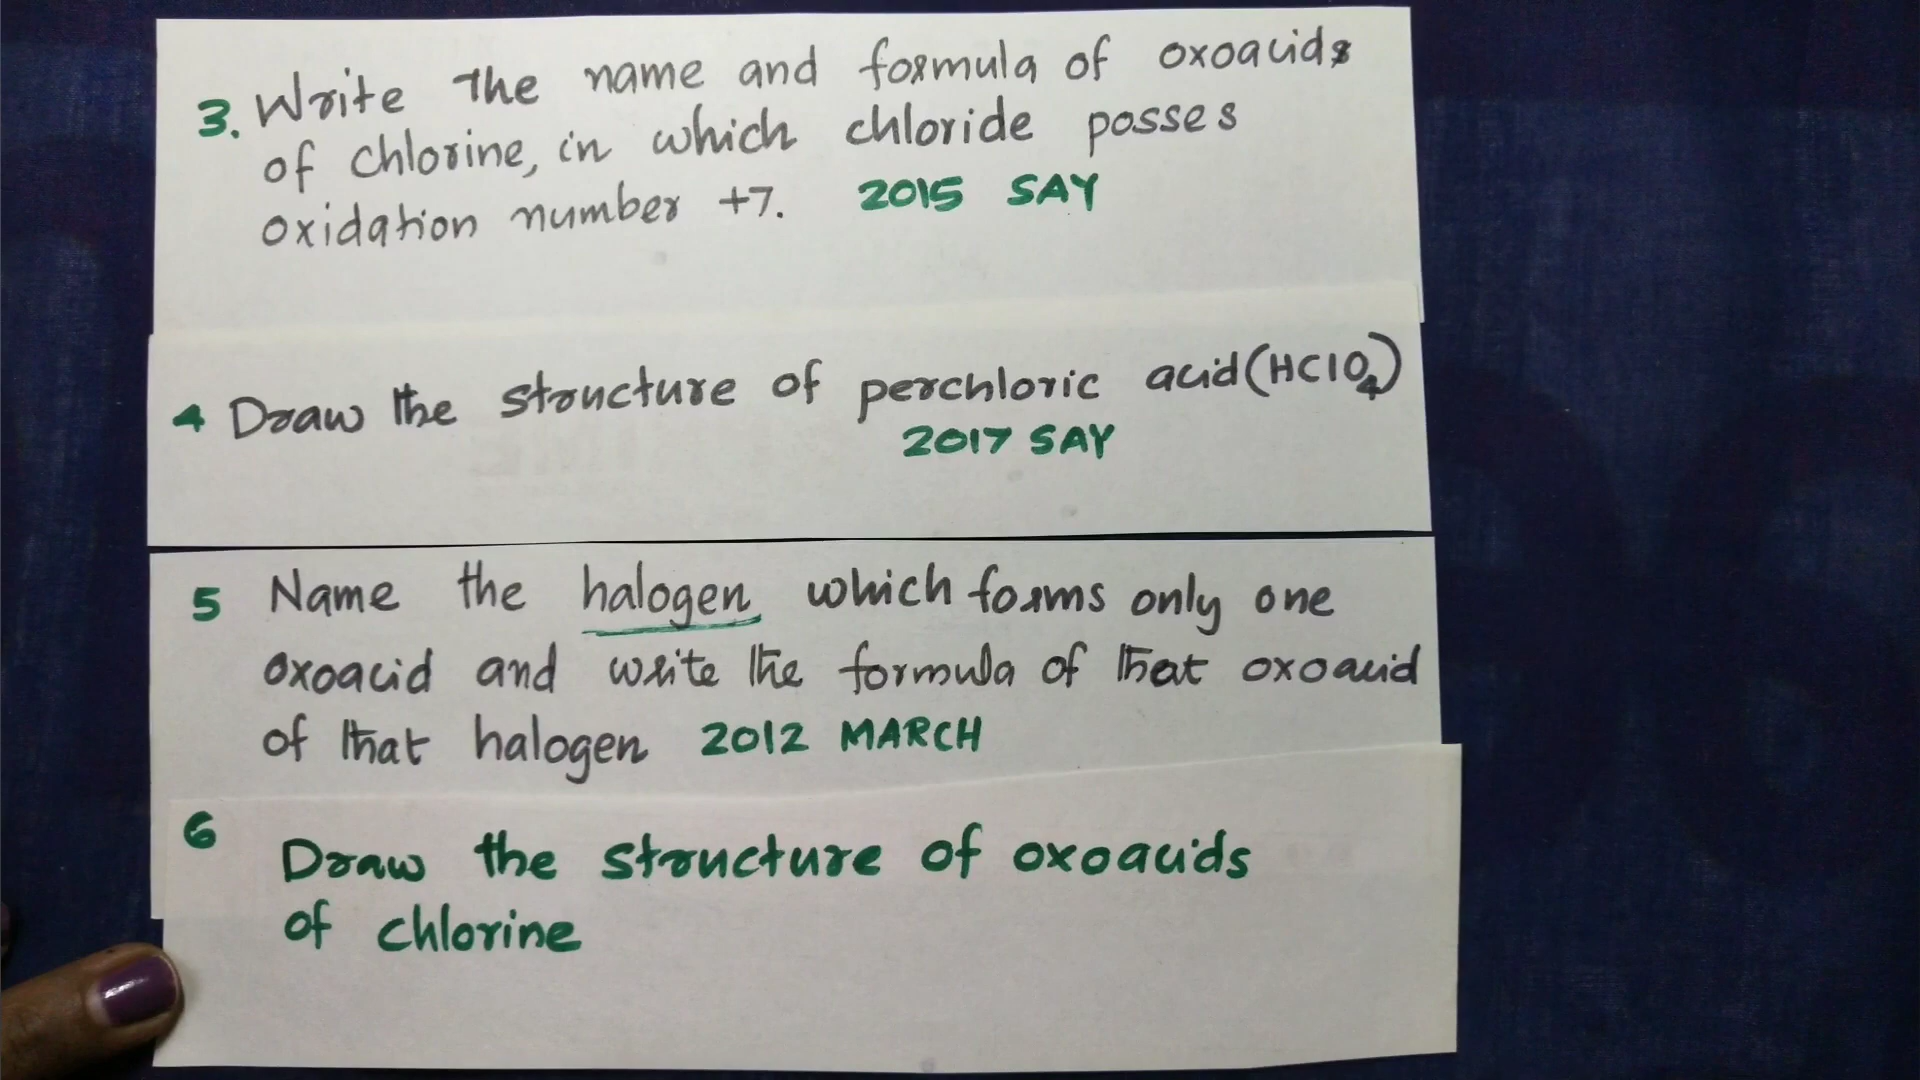 3. Write the name and formula of oxoacids
of chlorine, in which chloride posses
oxidation number +7. 2015 SAY
4 Draw the structure of perchloric acid (HClO4)
2017 SAY
5 Name the halogen which forms only one
oxoacid and write the formula of that oxoacid
of that halogen 2012 MARCH
6 Draw the structure of oxoacids
of chlorine